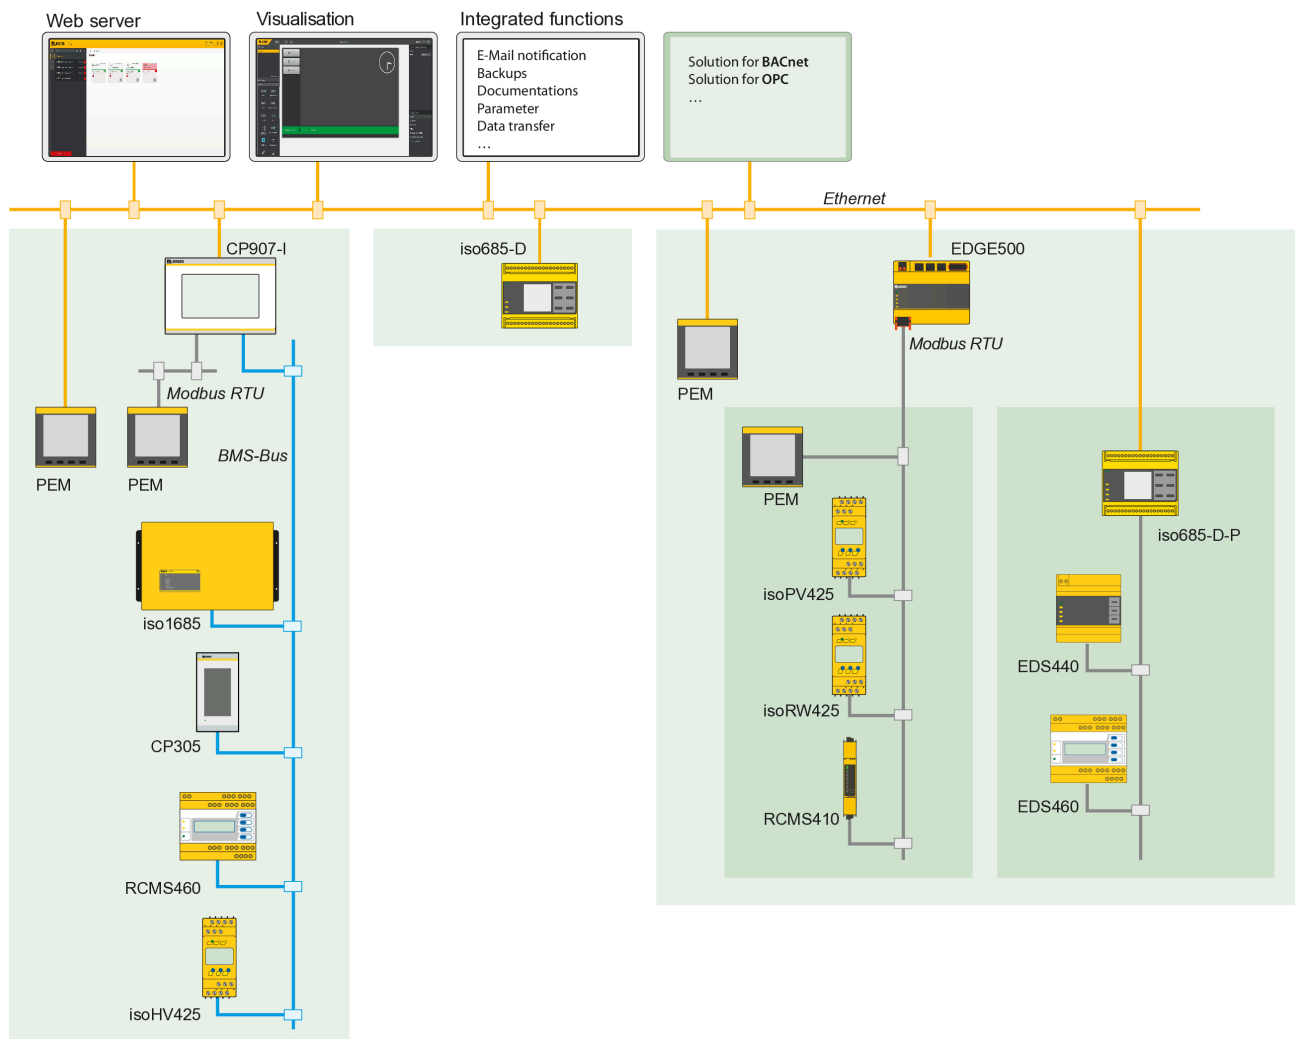 Web server
Visualisation
Integrated functions
E-Mail notification
Backups
Documentations
Parameter
Data transfer
...
Solution for BACnet
Solution for OPC
...
Ethernet
CP907-I
iso685-D
EDGE500
Modbus RTU
PEM
Modbus RTU
BMS-Bus
PEM
PEM
PEM
iso685-D-P
isoPV425
iso1685
EDS440
isoRW425
CP305
EDS460
RCMS410
RCMS460
isoHV425